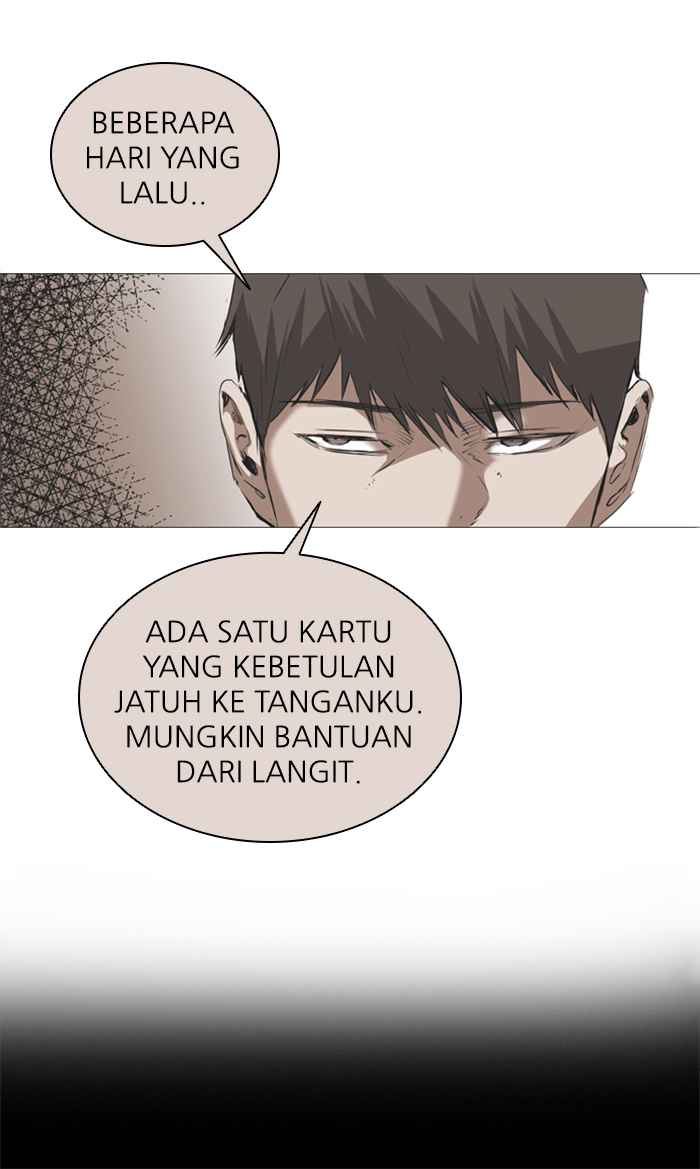 BEBERAPA
HARI YANG
LALU..
ADA SATU KARTU
YANG KEBETULAN
JATUH KE TANGANKU.
MUNGKIN BANTUAN
DARI LANGIT.